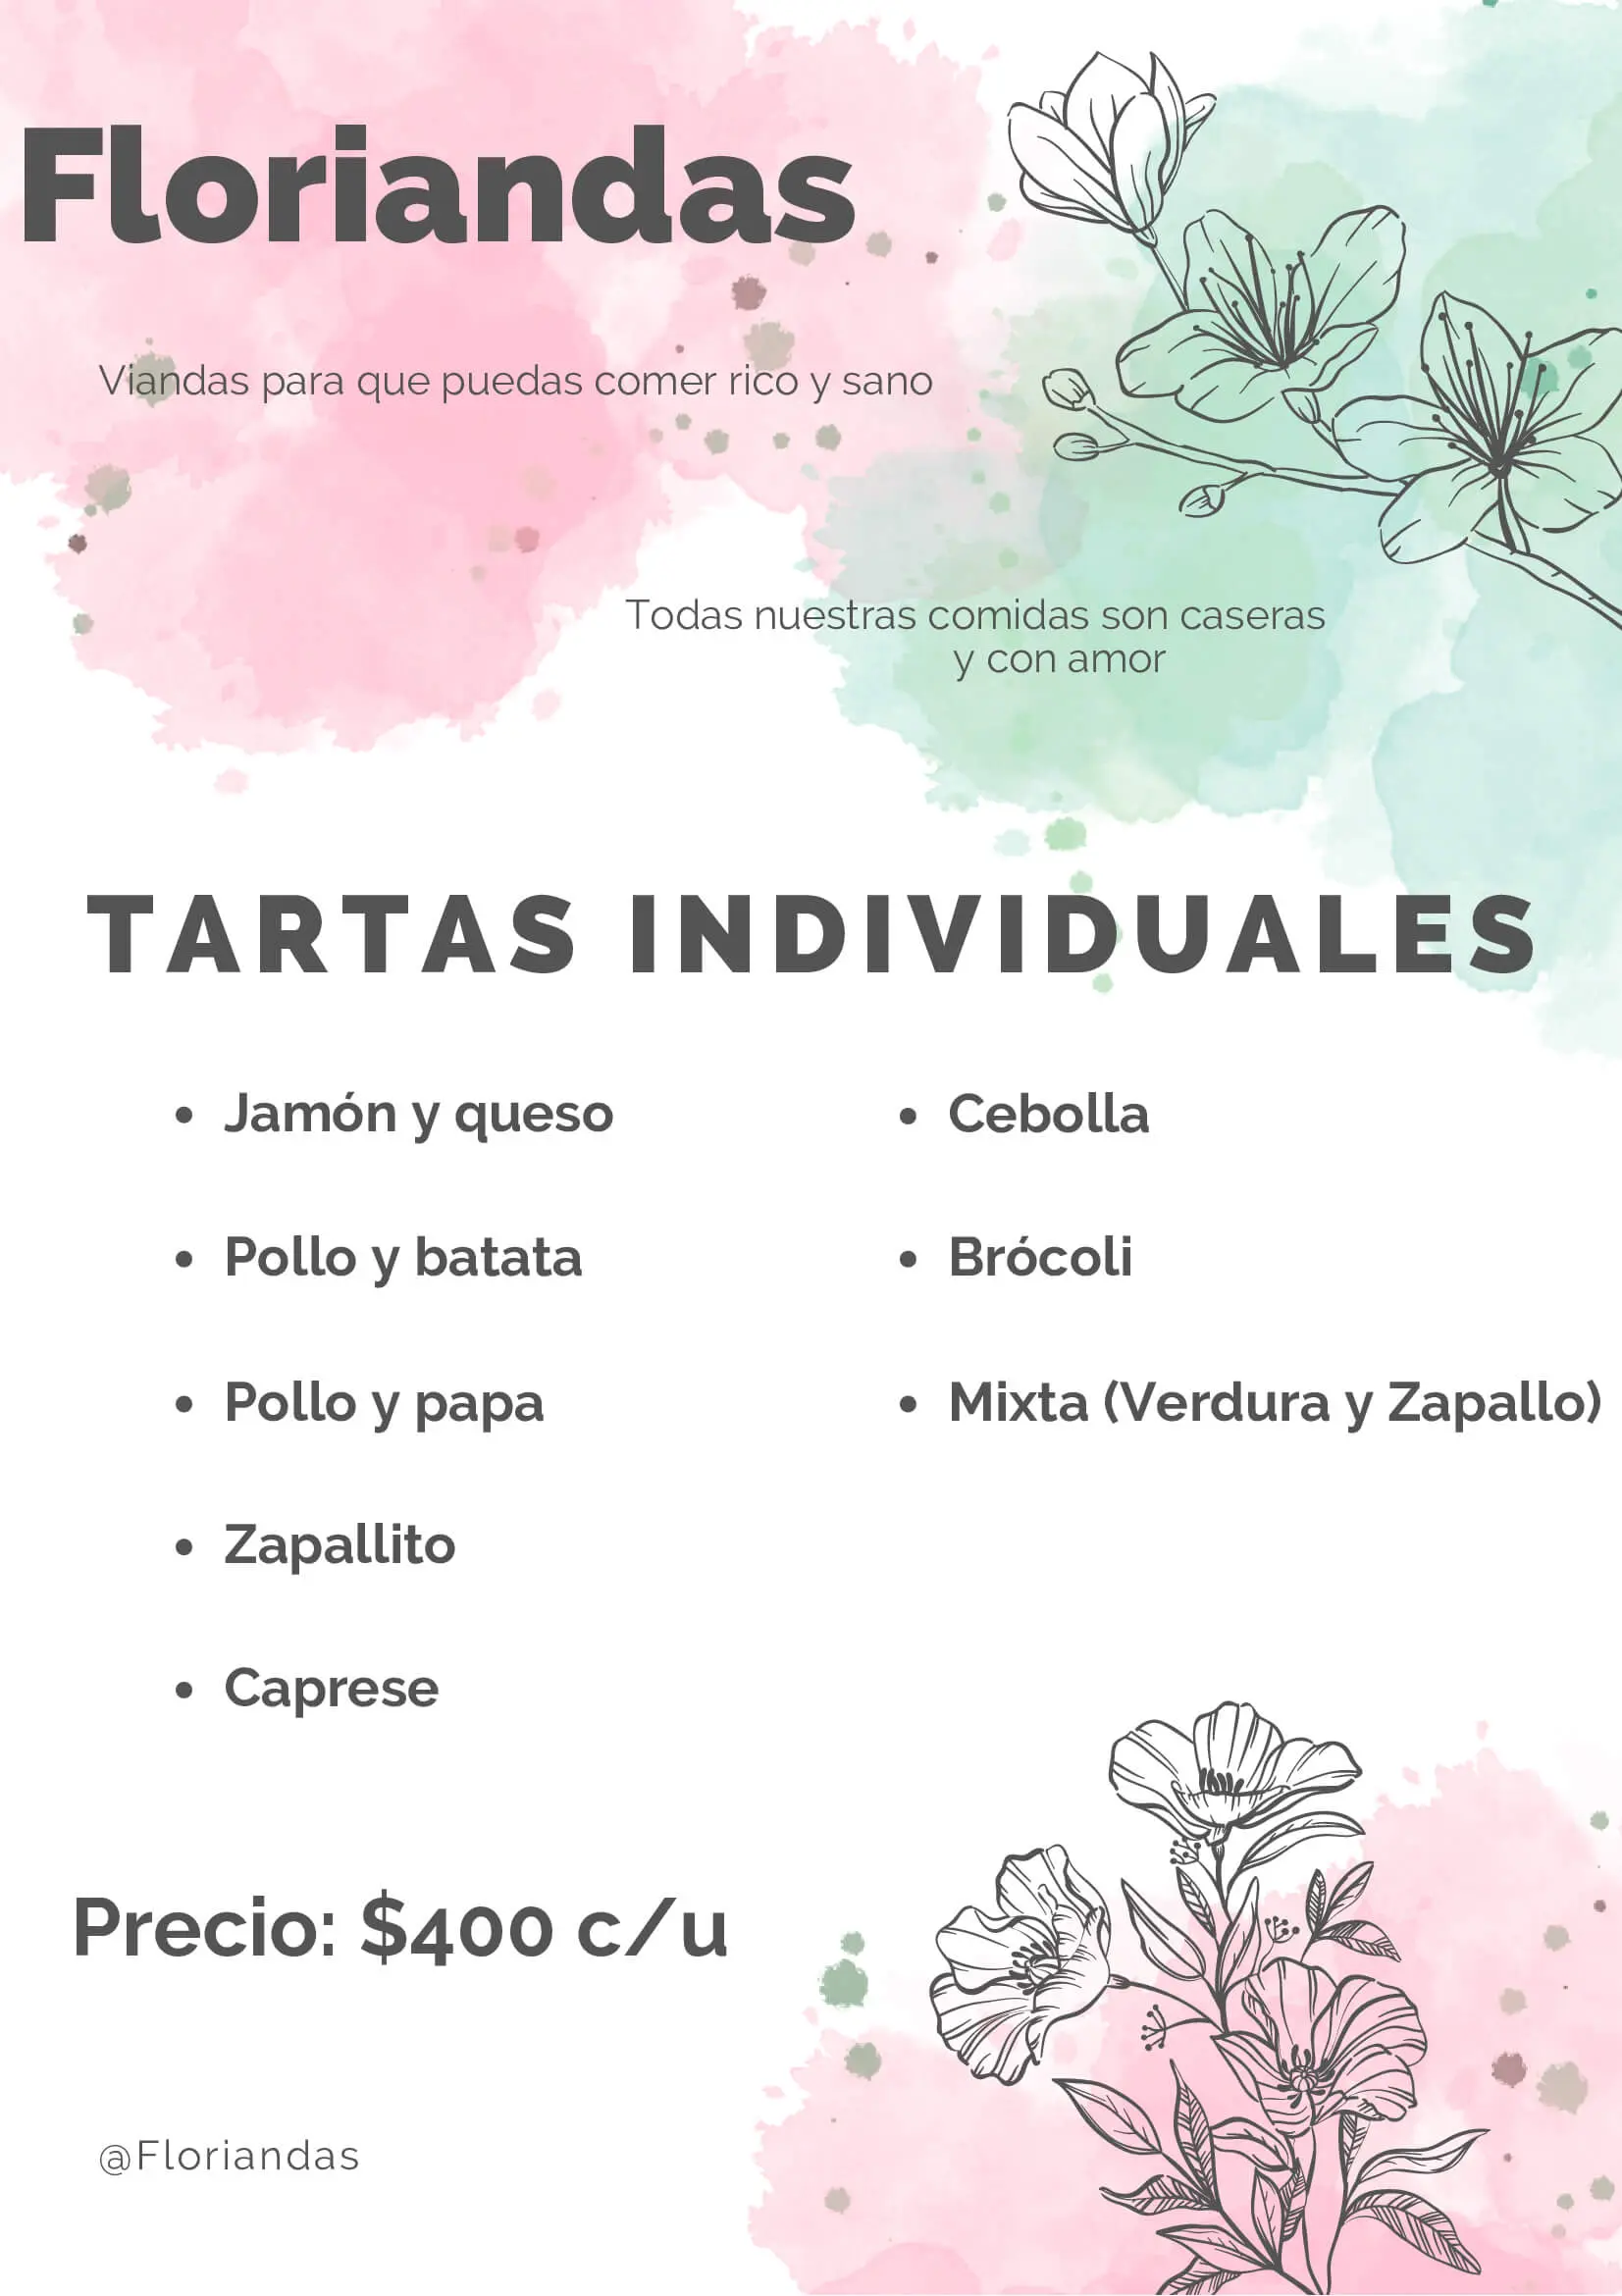 Floriandas
Viandas para que puedas comer rico y sano
Todas nuestras comidas son caseras
y con amor
TARTAS INDIVIDUALES
• Jamón y queso
• Pollo y batata
• Pollo y papa
• Zapallito
• Caprese
• Cebolla
• Brócoli
• Mixta (Verdura y Zapallo)
Precio: $400 c/u
@Floriandas